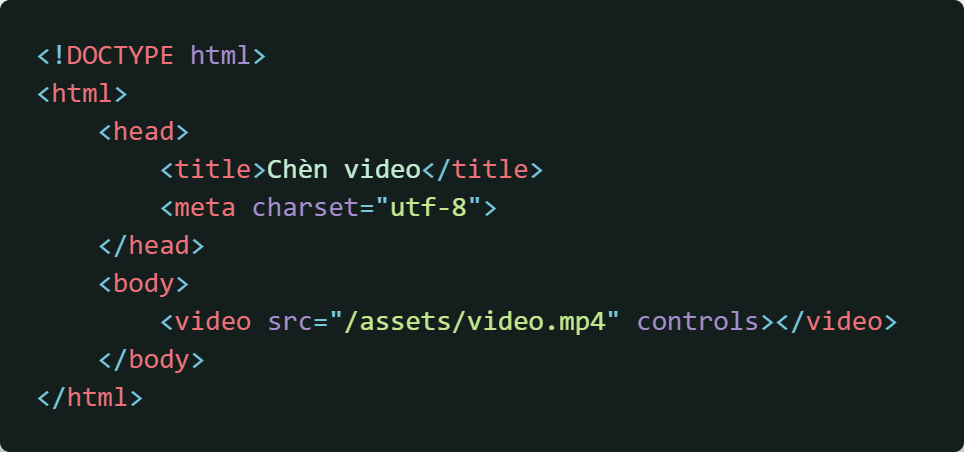 <!DOCTYPE html>
<html>
    <head>
        <title>Chèn video</title>
        <meta charset="utf-8">
    </head>
    <body>
        <video src="/assets/video.mp4" controls></video>
    </body>
</html>